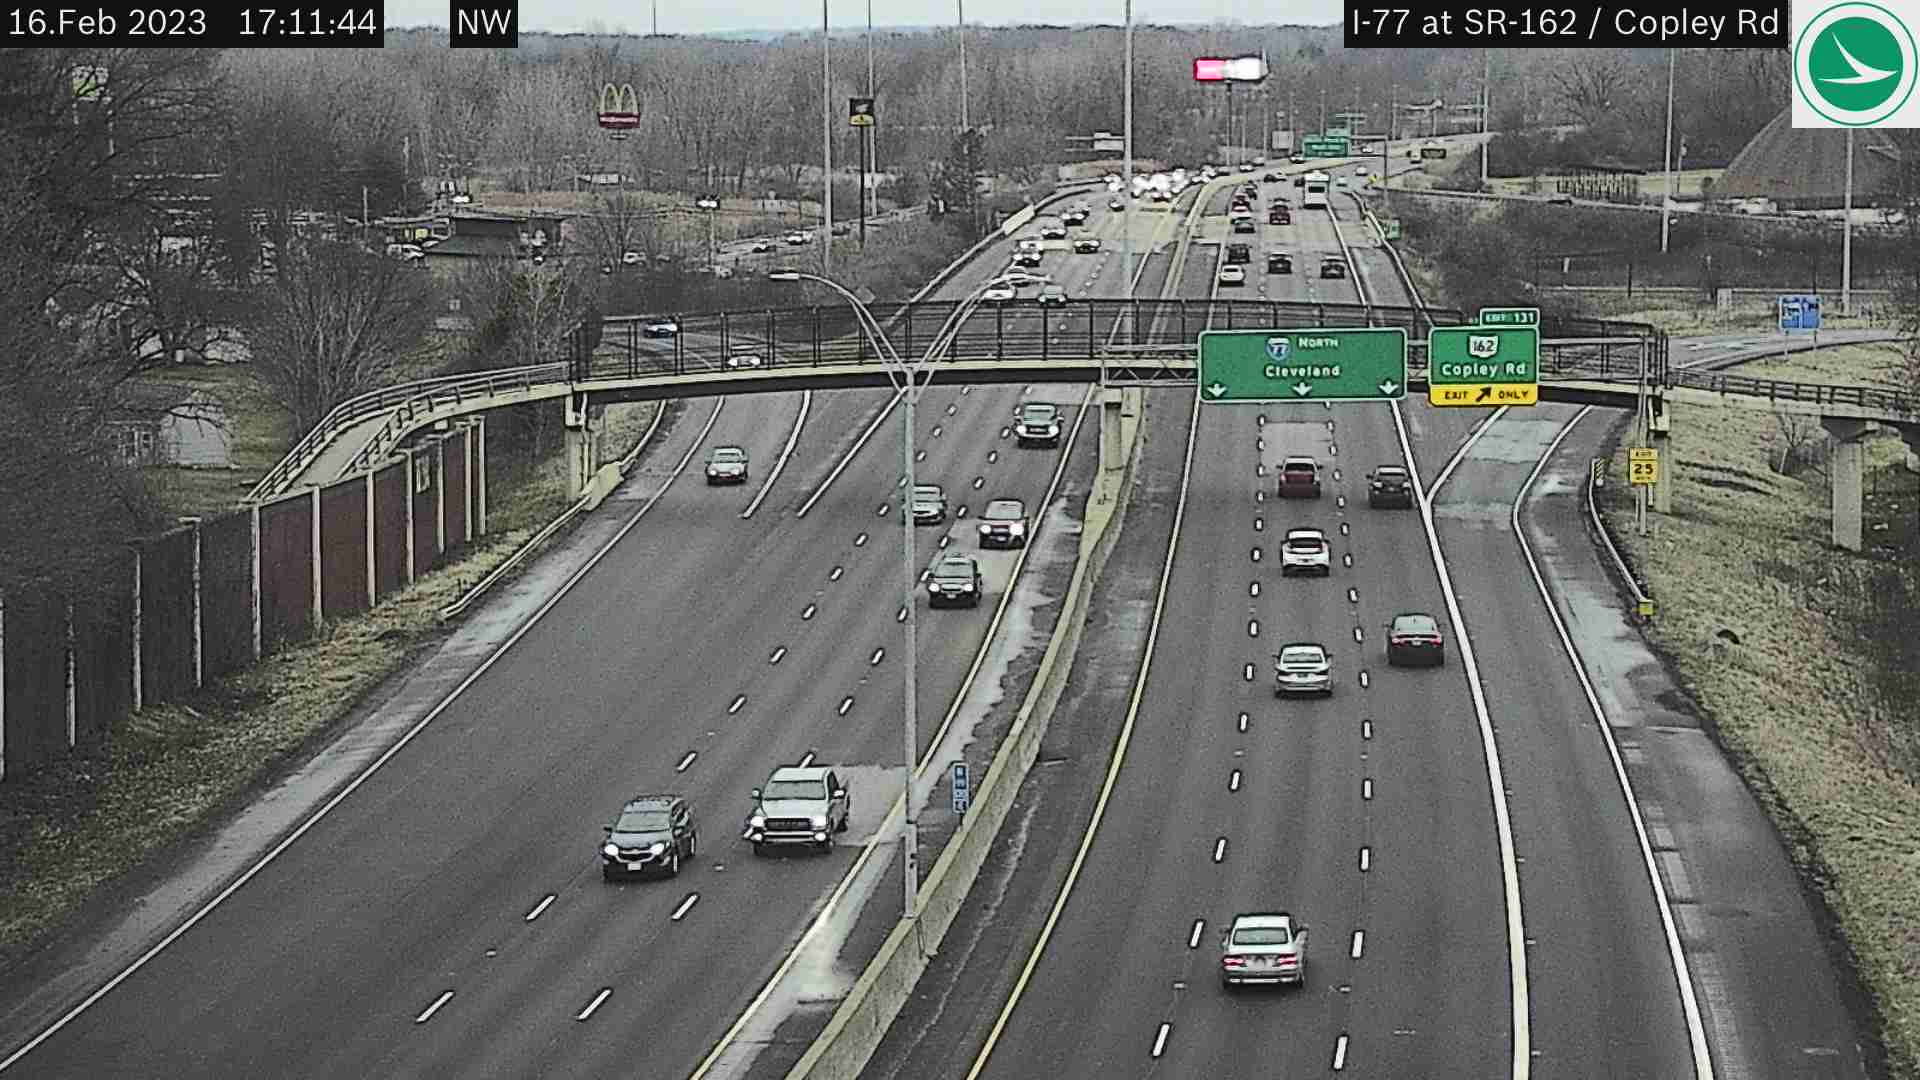 16.Feb 2023 17:11:44
NW
I-77 at SR-162 / Copley Rd
EXIT 131
77 NORTH
Cleveland
162
Copley Rd
EXIT ONLY
EXIT
25